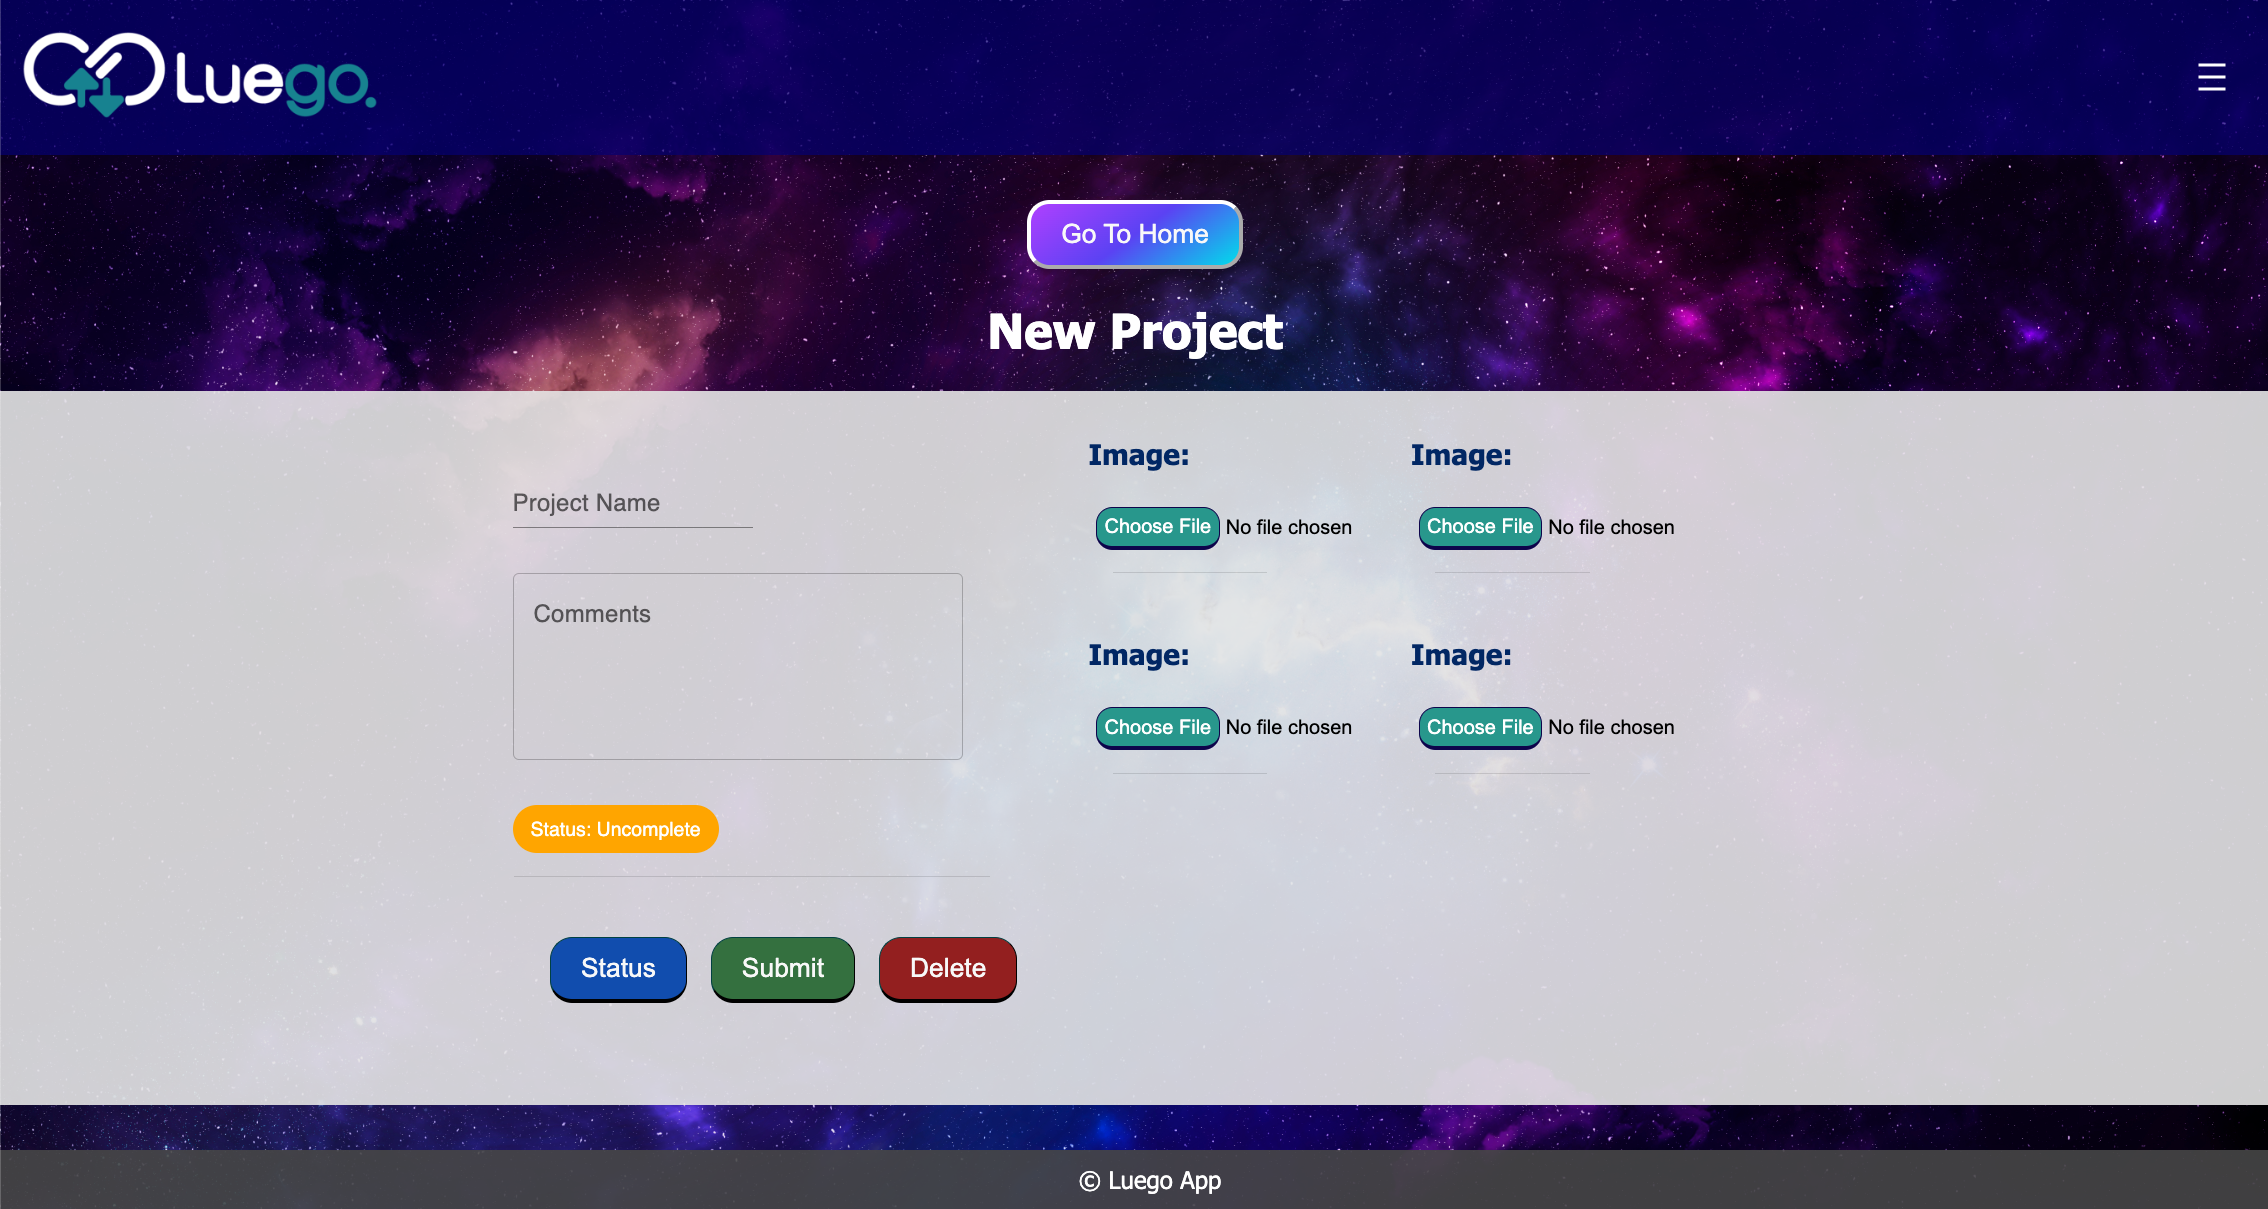 Luego.
Go To Home
New Project
Project Name
Comments
Status: Uncomplete
Status Submit Delete
Image: Image:
Choose File No file chosen Choose File No file chosen
Image: Image:
Choose File No file chosen Choose File No file chosen
© Luego App